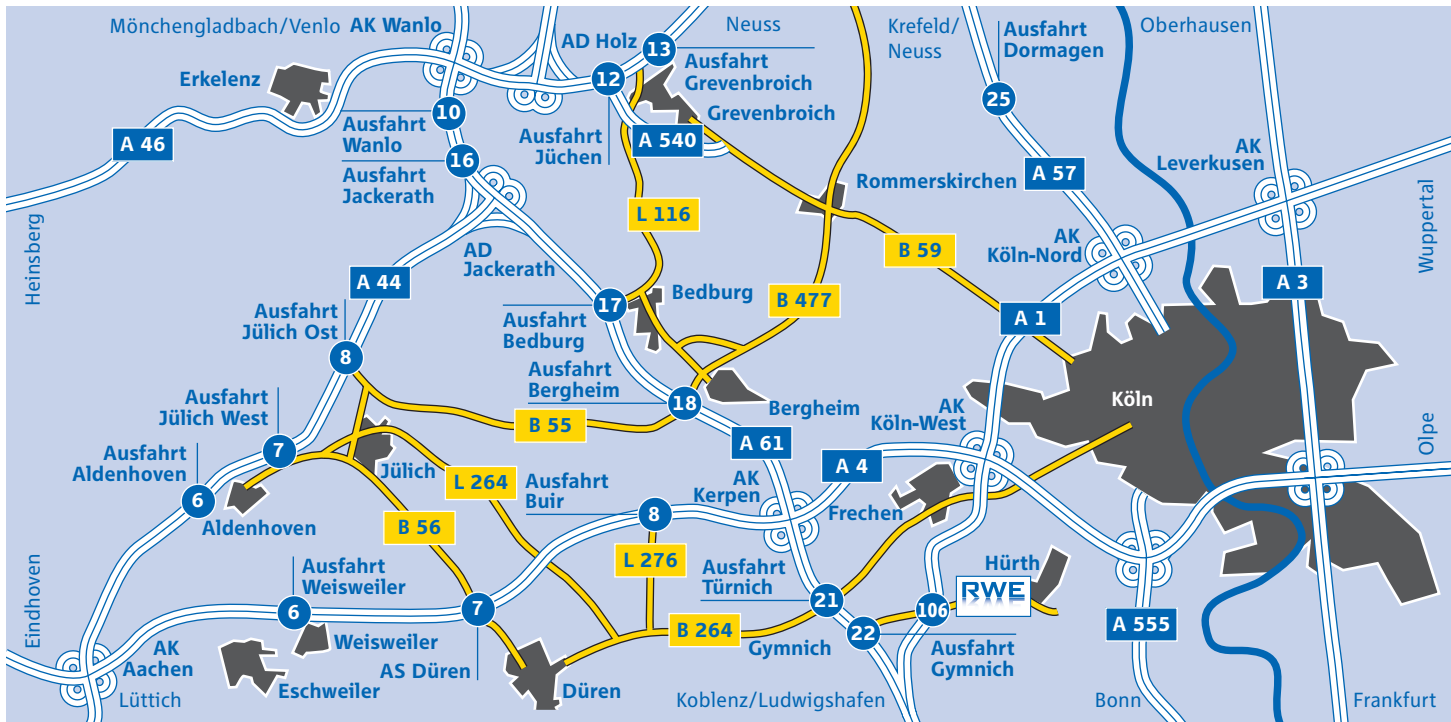 Mönchengladbach/Venlo AK Wanlo
AD Holz
13
Neuss
Krefeld/
Neuss
Ausfahrt
Dormagen
Oberhausen
Erkelenz
12
Ausfahrt
Grevenbroich
Grevenbroich
25
10
Ausfahrt
Wanlo
A 46
16
Ausfahrt
Jackerath
Ausfahrt
Jüchen
A 540
AK
Leverkusen
Rommerskirchen
A 57
Heinsberg
L 116
B 59
AK
Köln-Nord
Wuppertal
AD
Jackerath
A 44
A 3
Bedburg
B 477
17
Ausfahrt
Bedburg
A 1
Ausfahrt
Jülich Ost
8
Ausfahrt
Bergheim
18
Bergheim
Köln
Ausfahrt
Jülich West
7
B 55
A 61
AK
Köln-West
Olpe
Ausfahrt
Aldenhoven
6
Jülich
L 264
Ausfahrt
Buir
8
AK
Kerpen
A 4
Frechen
Aldenhoven
B 56
L 276
Ausfahrt
Türnich
21
Hürth
RWE
Eindhoven
Ausfahrt
Weisweiler
6
7
106
22
B 264
Gymnich
Ausfahrt
Gymnich
A 555
AK
Aachen
Weisweiler
AS Düren
Eschweiler
Düren
Lüttich
Koblenz/Ludwigshafen
Bonn
Frankfurt